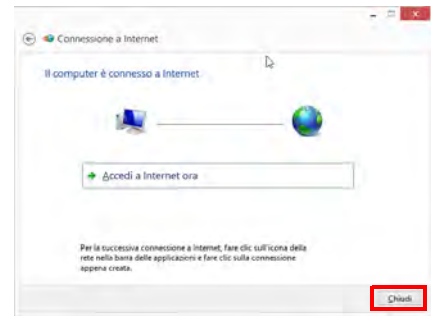 Connessione a Internet
Il computer è connesso a Internet
Accedi a Internet ora
Per la successiva connessione a Internet, fare clic sull'icona della
rete nella barra delle applicazioni e fare clic sulla connessione
appena creata.
Chiudi